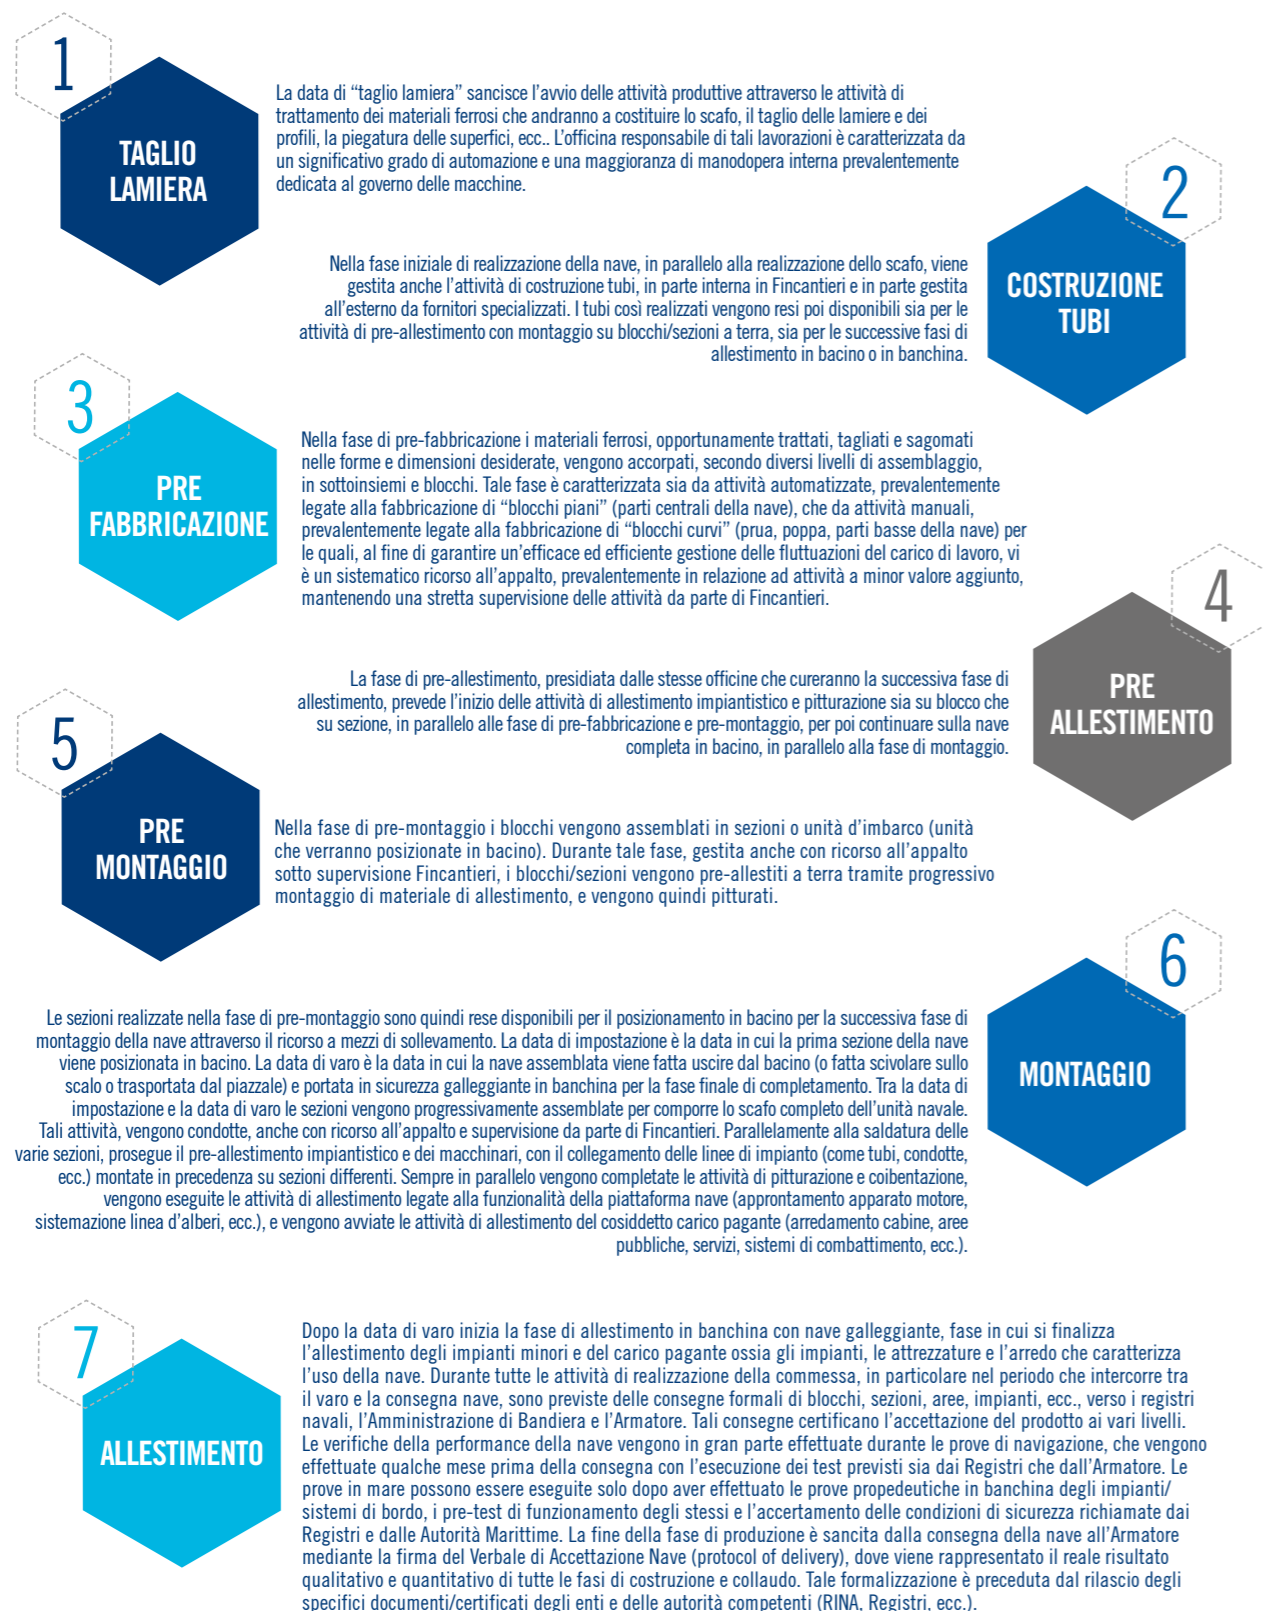 1
TAGLIO
LAMIERA
La data di “taglio lamiera” sancisce l’avvio delle attività produttive attraverso le attività di
trattamento dei materiali ferrosi che andranno a costituire lo scafo, il taglio delle lamiere e dei
profili, la piegatura delle superfici, ecc.. L’officina responsabile di tali lavorazioni è caratterizzata da
un significativo grado di automazione e una maggioranza di manodopera interna prevalentemente
dedicata al governo delle macchine.
2
COSTRUZIONE
TUBI
Nella fase iniziale di realizzazione della nave, in parallelo alla realizzazione dello scafo, viene
gestita anche l’attività di costruzione tubi, in parte interna in Fincantieri e in parte gestita
all’esterno da fornitori specializzati. I tubi così realizzati vengono resi poi disponibili sia per le
attività di pre-allestimento con montaggio su blocchi/sezioni a terra, sia per le successive fasi di
allestimento in bacino o in banchina.
3
PRE
FABBRICAZIONE
Nella fase di pre-fabbricazione i materiali ferrosi, opportunamente trattati, tagliati e sagomati
nelle forme e dimensioni desiderate, vengono accorpati, secondo diversi livelli di assemblaggio,
in sottoinsiemi e blocchi. Tale fase è caratterizzata sia da attività automatizzate, prevalentemente
legate alla fabbricazione di “blocchi piani” (parti centrali della nave), che da attività manuali,
prevalentemente legate alla fabbricazione di “blocchi curvi” (prua, poppa, parti basse della nave) per
le quali, al fine di garantire un’efficace ed efficiente gestione delle fluttuazioni del carico di lavoro, vi
è un sistematico ricorso all’appalto, prevalentemente in relazione ad attività a minor valore aggiunto,
mantenendo una stretta supervisione delle attività da parte di Fincantieri.
4
PRE
ALLESTIMENTO
La fase di pre-allestimento, presidiata dalle stesse officine che cureranno la successiva fase di
allestimento, prevede l’inizio delle attività di allestimento impiantistico e pitturazione sia su blocco che
su sezione, in parallelo alle fase di pre-fabbricazione e pre-montaggio, per poi continuare sulla nave
completa in bacino, in parallelo alla fase di montaggio.
5
PRE
MONTAGGIO
Nella fase di pre-montaggio i blocchi vengono assemblati in sezioni o unità d’imbarco (unità
che verranno posizionate in bacino). Durante tale fase, gestita anche con ricorso all’appalto
sotto supervisione Fincantieri, i blocchi/sezioni vengono pre-allestiti a terra tramite progressivo
montaggio di materiale di allestimento, e vengono quindi pitturati.
6
MONTAGGIO
Le sezioni realizzate nella fase di pre-montaggio sono quindi rese disponibili per il posizionamento in bacino per la successiva fase di
montaggio della nave attraverso il ricorso a mezzi di sollevamento. La data di impostazione è la data in cui la prima sezione della nave
viene posizionata in bacino. La data di varo è la data in cui la nave assemblata viene fatta uscire dal bacino (o fatta scivolare sullo
scalo o trasportata dal piazzale) e portata in sicurezza galleggiante in banchina per la fase finale di completamento. Tra la data di
impostazione e la data di varo le sezioni vengono progressivamente assemblate per comporre lo scafo completo dell’unità navale.
Tali attività, vengono condotte, anche con ricorso all’appalto e supervisione da parte di Fincantieri. Parallelamente alla saldatura delle
varie sezioni, prosegue il pre-allestimento impiantistico e dei macchinari, con il collegamento delle linee di impianto (come tubi, condotte,
ecc.) montate in precedenza su sezioni differenti. Sempre in parallelo vengono completate le attività di pitturazione e coibentazione,
vengono eseguite le attività di allestimento legate alla funzionalità della piattaforma nave (approntamento apparato motore,
sistemazione linea d’alberi, ecc.), e vengono avviate le attività di allestimento del cosiddetto carico pagante (arredamento cabine, aree
pubbliche, servizi, sistemi di combattimento, ecc.).
7
ALLESTIMENTO
Dopo la data di varo inizia la fase di allestimento in banchina con nave galleggiante, fase in cui si finalizza
l’allestimento degli impianti minori e del carico pagante ossia gli impianti, le attrezzature e l’arredo che caratterizza
l’uso della nave. Durante tutte le attività di realizzazione della commessa, in particolare nel periodo che intercorre tra
il varo e la consegna nave, sono previste delle consegne formali di blocchi, sezioni, aree, impianti, ecc., verso i registri
navali, l’Amministrazione di Bandiera e l’Armatore. Tali consegne certificano l’accettazione del prodotto ai vari livelli.
Le verifiche della performance della nave vengono in gran parte effettuate durante le prove di navigazione, che vengono
effettuate qualche mese prima della consegna con l’esecuzione dei test previsti sia dai Registri che dall’Armatore. Le
prove in mare possono essere eseguite solo dopo aver effettuato le prove propedeutiche in banchina degli impianti/
sistemi di bordo, i pre-test di funzionamento degli stessi e l’accertamento delle condizioni di sicurezza richiamate dai
Registri e dalle Autorità Marittime. La fine della fase di produzione è sancita dalla consegna della nave all’Armatore
mediante la firma del Verbale di Accettazione Nave (protocol of delivery), dove viene rappresentato il reale risultato
qualitativo e quantitativo di tutte le fasi di costruzione e collaudo. Tale formalizzazione è preceduta dal rilascio degli
specifici documenti/certificati degli enti e delle autorità competenti (RINA, Registri, ecc.).